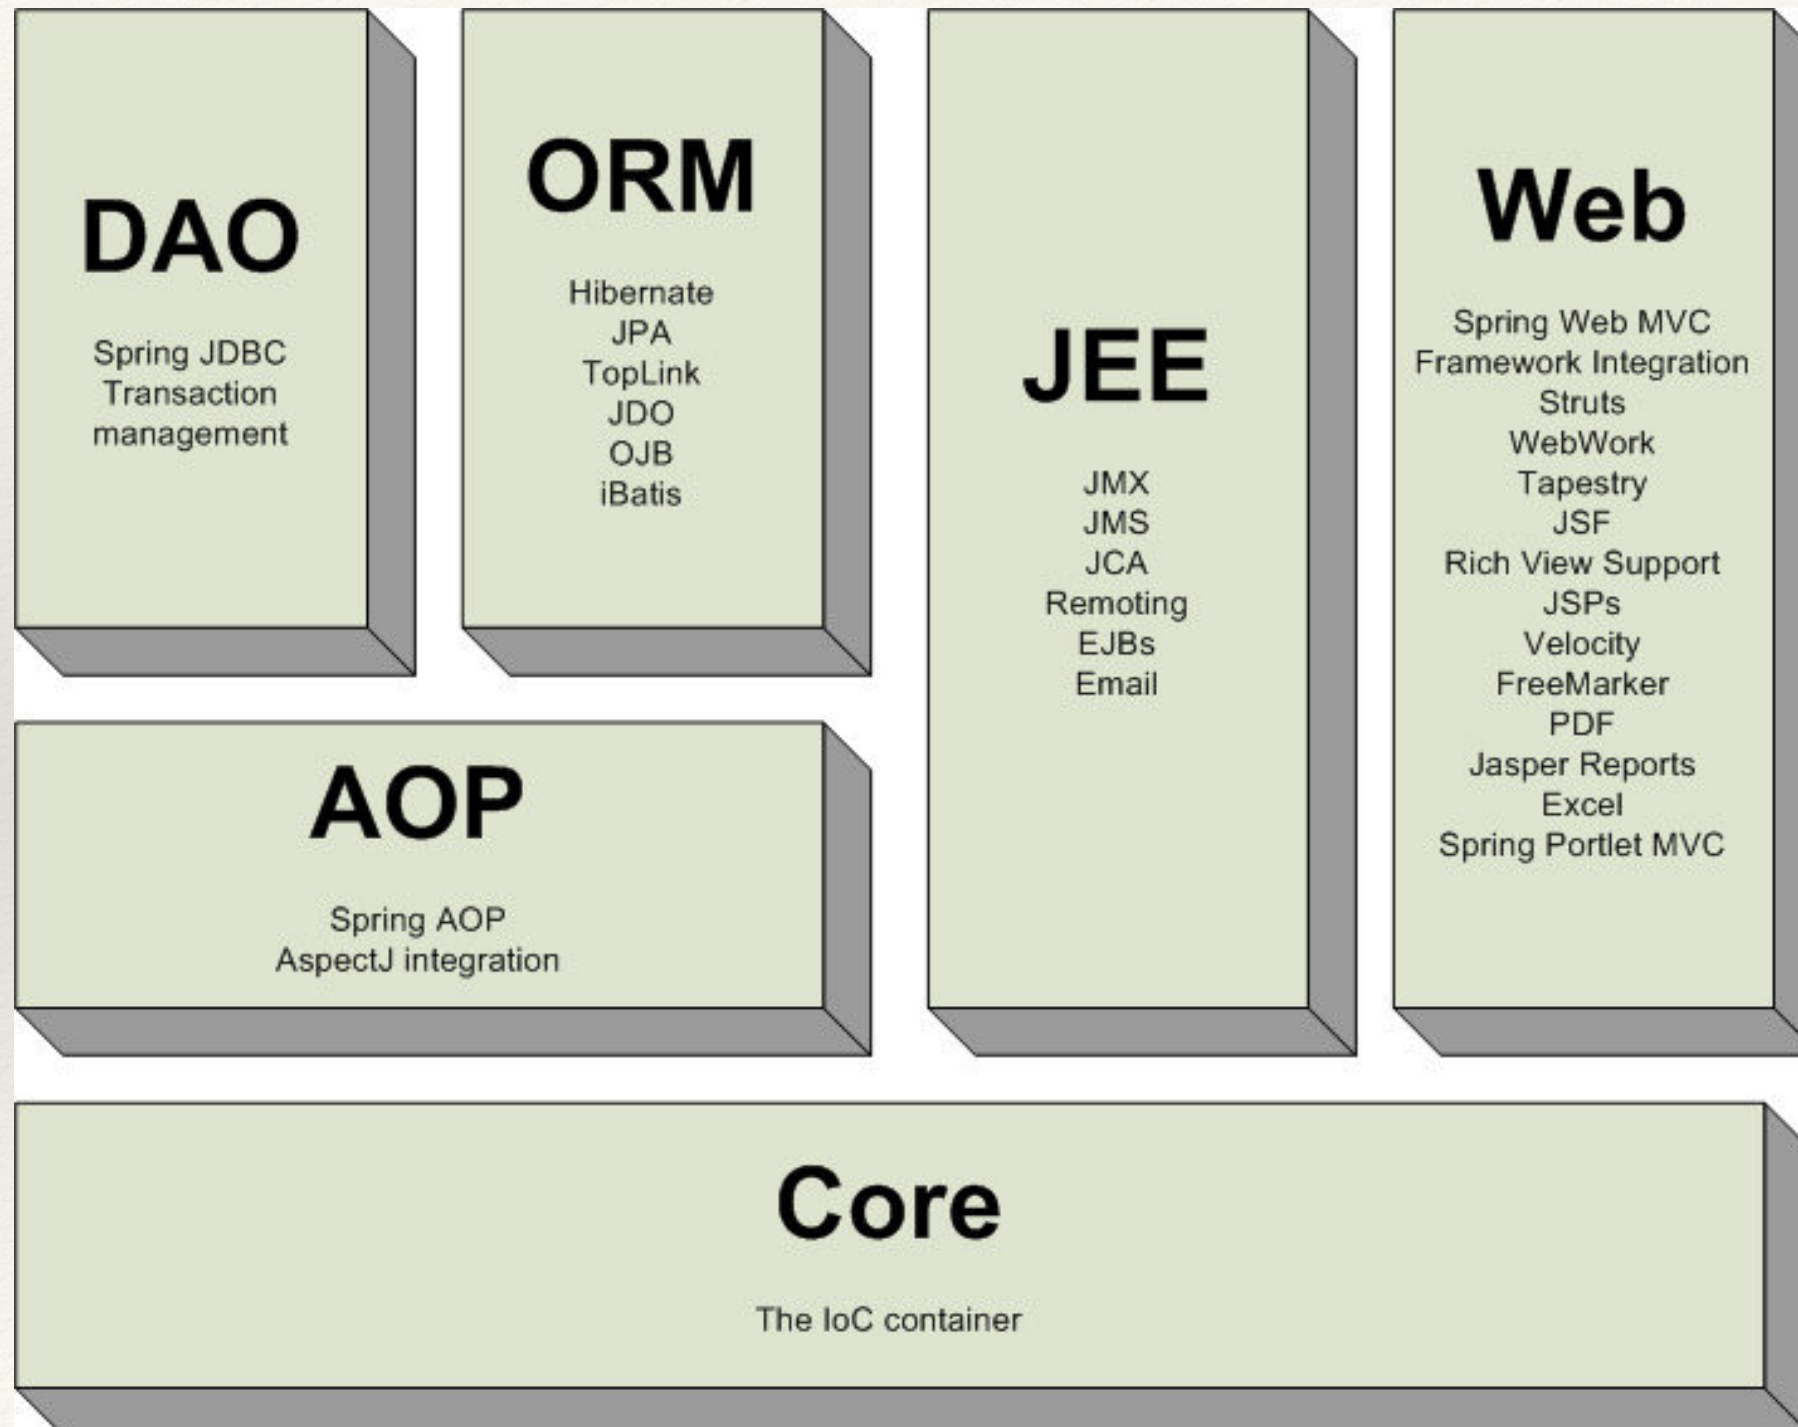 DAO
Spring JDBC
Transaction
management
ORM
Hibernate
JPA
TopLink
JDO
OJB
iBatis
JEE
JMX
JMS
JCA
Remoting
EJBs
Email
Web
Spring Web MVC
Framework Integration
Struts
WebWork
Tapestry
JSF
Rich View Support
JSPs
Velocity
FreeMarker
PDF
Jasper Reports
Excel
Spring Portlet MVC
AOP
Spring AOP
AspectJ integration
Core
The IoC container